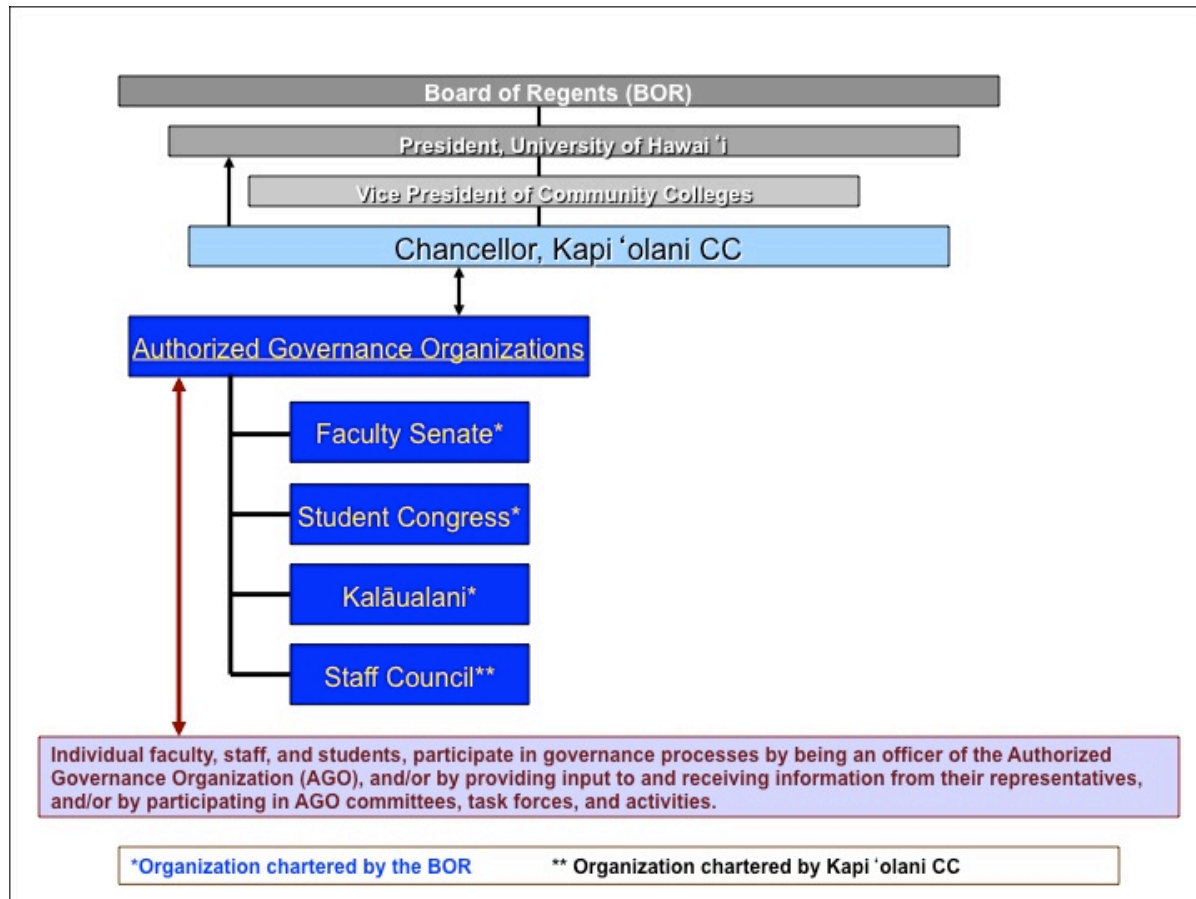 Board of Regents (BOR)
President, University of Hawai ʻi
Vice President of Community Colleges
Chancellor, Kapi ʻolani CC
Authorized Governance Organizations
Faculty Senate*
Student Congress*
Kalāualani*
Staff Council**
Individual faculty, staff, and students, participate in governance processes by being an officer of the Authorized
Governance Organization (AGO), and/or by providing input to and receiving information from their representatives,
and/or by participating in AGO committees, task forces, and activities.
*Organization chartered by the BOR ** Organization chartered by Kapi ʻolani CC